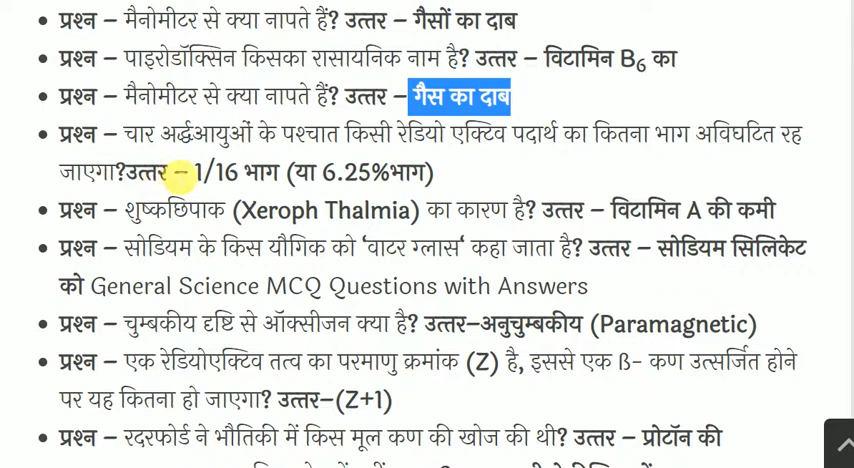 • प्रश्न – मैनोमीटर से क्या नापते हैं? उत्तर – गैसों का दाब
• प्रश्न – पाइरोडॉक्सिन किसका रासायनिक नाम है? उत्तर – विटामिन B₆ का
• प्रश्न – मैनोमीटर से क्या नापते हैं? उत्तर – गैस का दाब
• प्रश्न – चार अर्द्धआयुओं के पश्चात किसी रेडियो एक्टिव पदार्थ का कितना भाग अविघटित रह
जाएगा?उत्तर – 1/16 भाग (या 6.25%भाग)
• प्रश्न – शुष्कछिपाक (Xeroph Thalmia) का कारण है? उत्तर – विटामिन A की कमी
• प्रश्न – सोडियम के किस यौगिक को ‘वाटर ग्लास‘ कहा जाता है? उत्तर – सोडियम सिलिकेट
को General Science MCQ Questions with Answers
• प्रश्न – चुम्बकीय दृष्टि से ऑक्सीजन क्या है? उत्तर–अनुचुम्बकीय (Paramagnetic)
• प्रश्न – एक रेडियोएक्टिव तत्व का परमाणु क्रमांक (Z) है, इससे एक ß- कण उत्सर्जित होने
पर यह कितना हो जाएगा? उत्तर–(Z+1)
• प्रश्न – रदरफोर्ड ने भौतिकी में किस मूल कण की खोज की थी? उत्तर – प्रोटॉन की